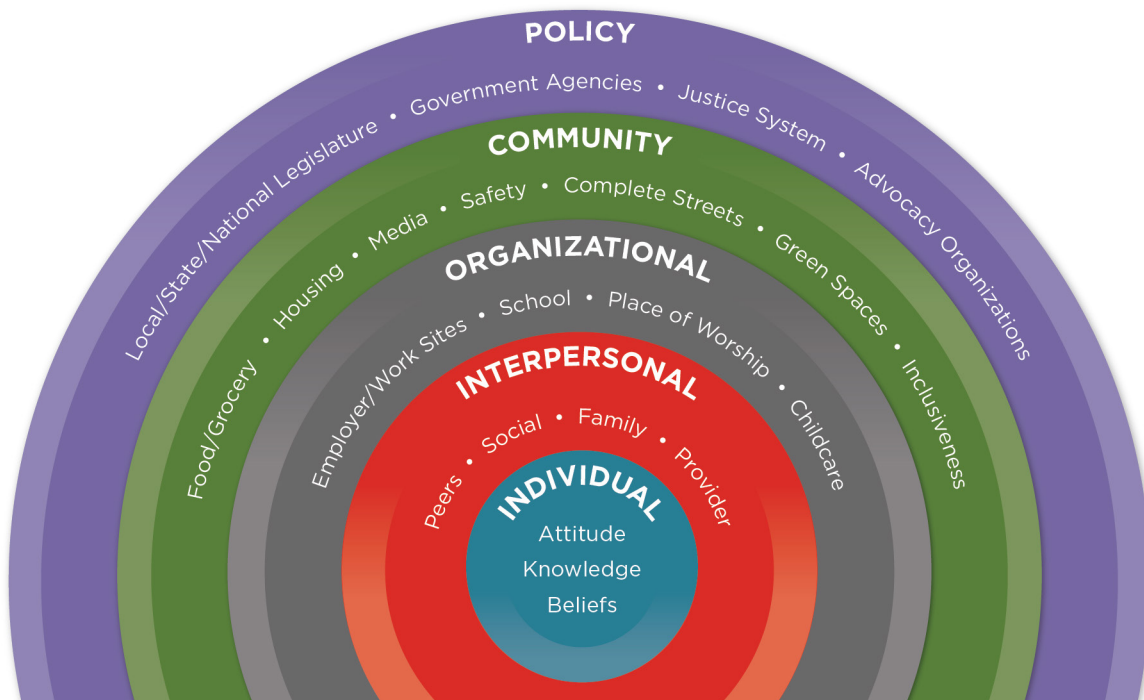 POLICY
Local/State/National Legislature • Government Agencies • Justice System • Advocacy Organizations
COMMUNITY
Food/Grocery • Housing • Media • Safety • Complete Streets • Green Spaces • Inclusiveness
ORGANIZATIONAL
Employer/Work Sites • School • Place of Worship • Childcare
INTERPERSONAL
Peers • Social • Family • Provider
INDIVIDUAL
Attitude
Knowledge
Beliefs